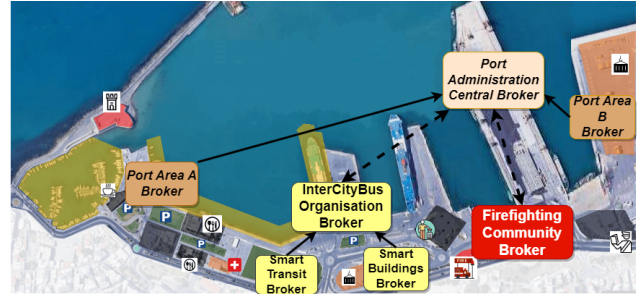 Port
Administration
Central Broker
Port Area
B
Broker
Port Area A
Broker
InterCityBus
Organisation
Broker
Firefighting
Community
Broker
Smart
Transit
Broker
Smart
Buildings
Broker
P
P
P
P
FIRE